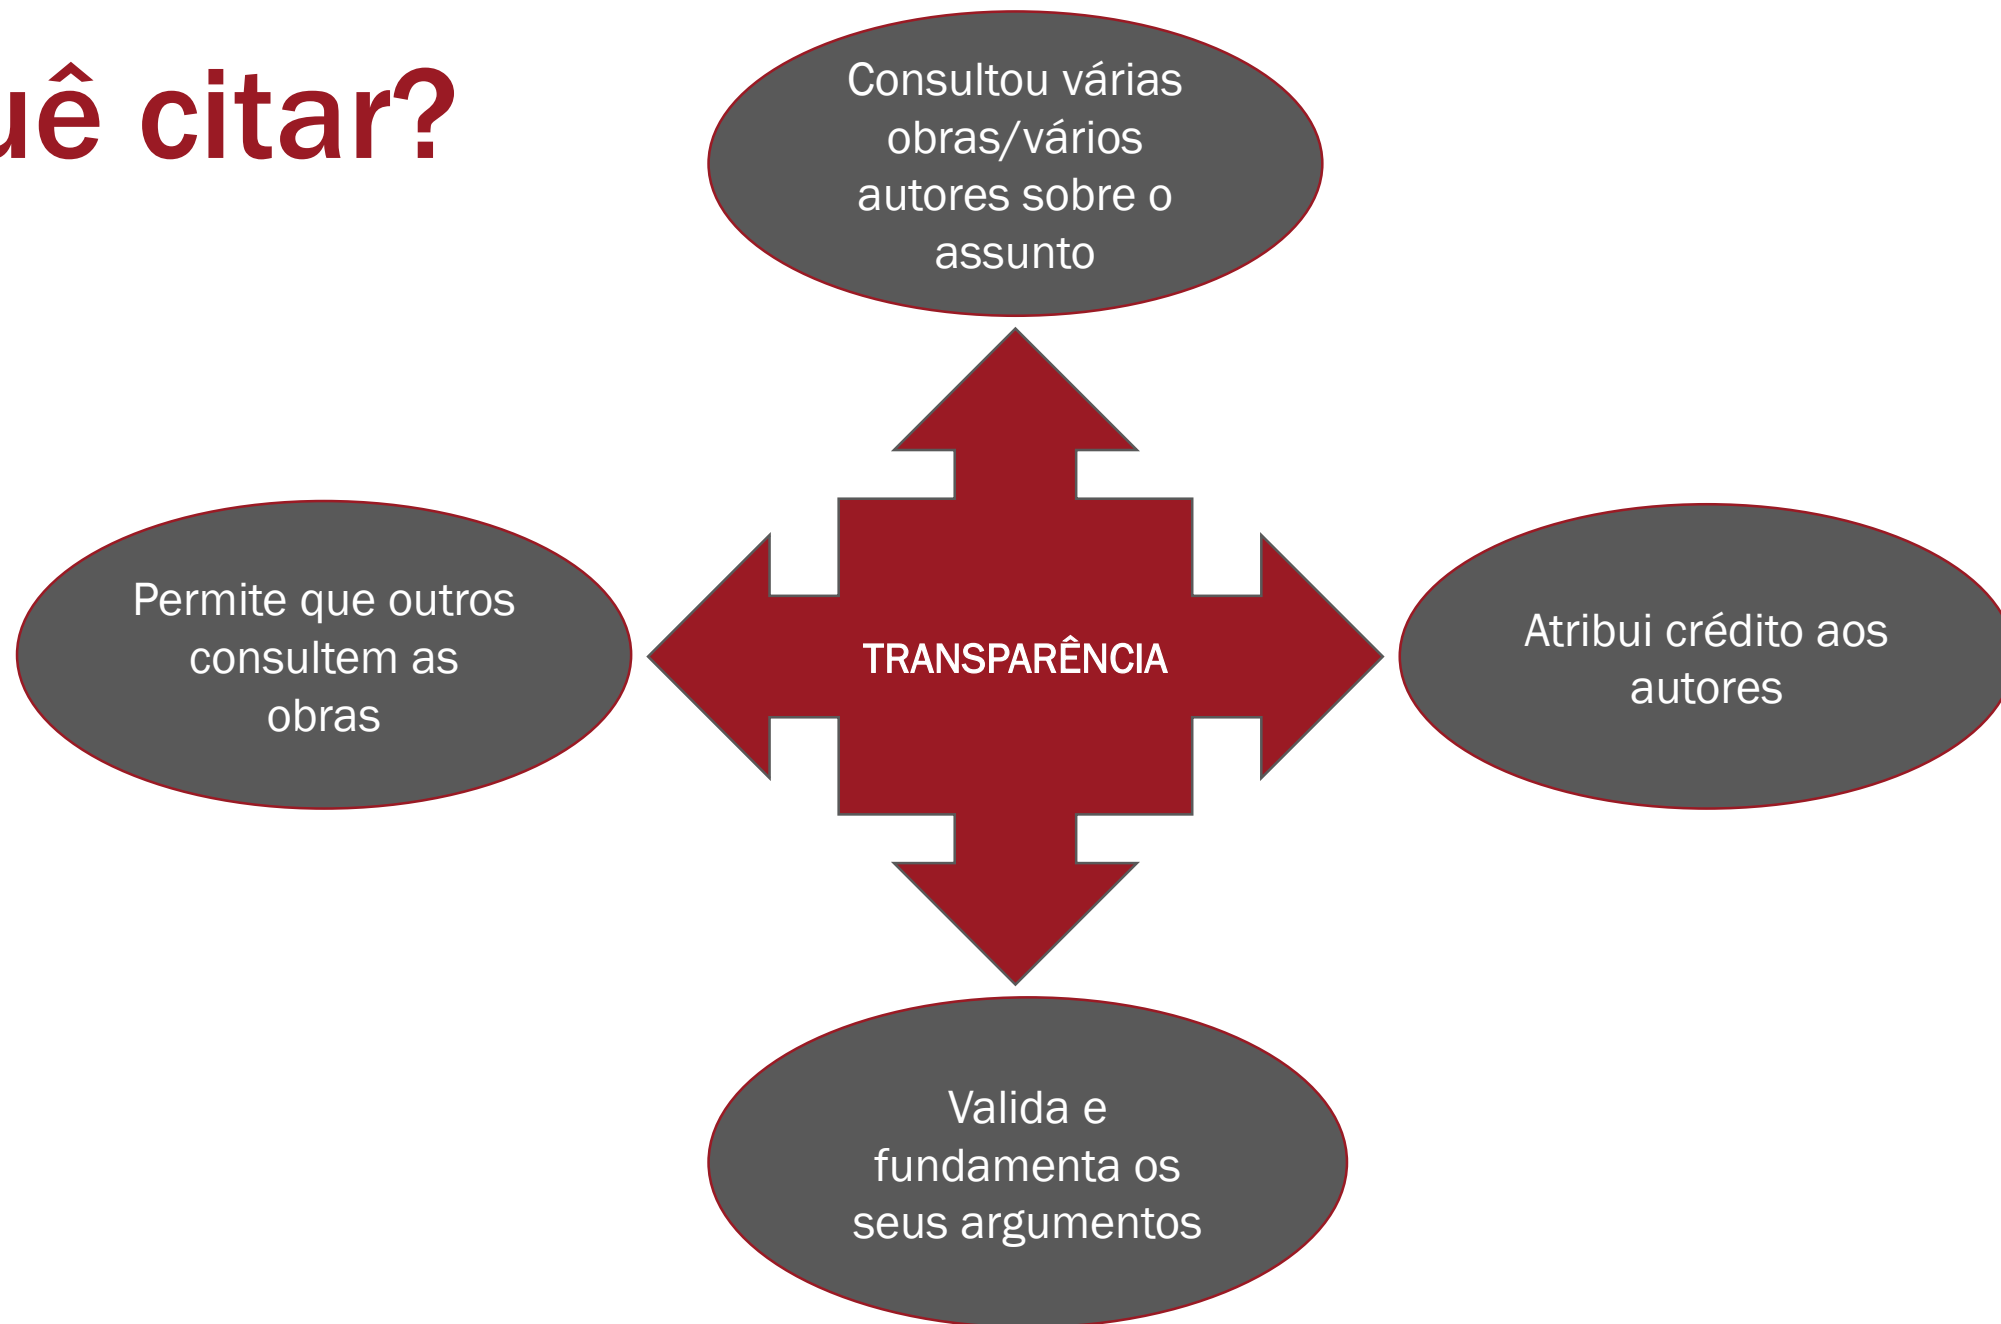 uê citar?
Consultou várias
obras/vários
autores sobre o
assunto
Permite que outros
consultem as
obras
TRANSPARÊNCIA
Atribui crédito aos
autores
Valida e
fundamenta os
seus argumentos